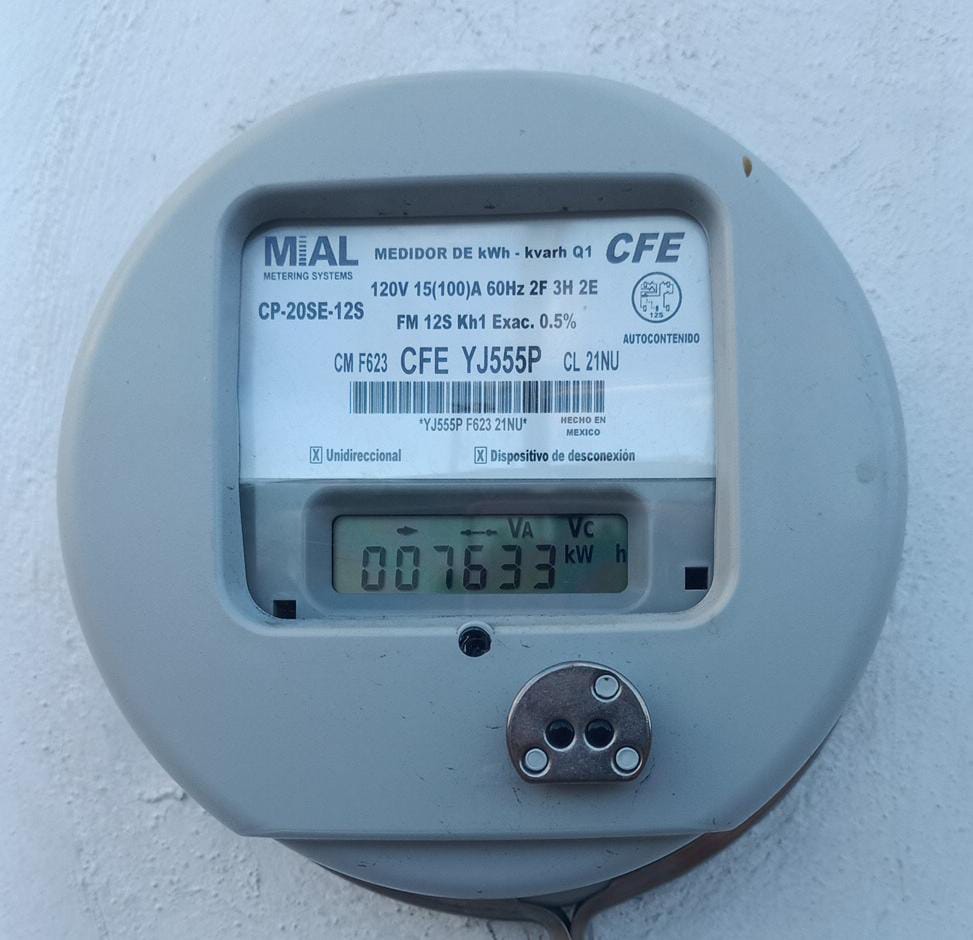 MIAL MEDIDOR DE kWh - kvarh Q1 CFE
METERING SYSTEMS
120V 15(100)A 60Hz 2F 3H 2E
CP-20SE-12S
FM 12S Kh1 Exac. 0.5%
12S
AUTOCONTENIDO
CM F623 CFE YJ555P CL 21NU
*YJ555P F623 21NU*
HECHO EN
MEXICO
X Unidireccional X Dispositivo de desconexión
VA VC
007633 kW h